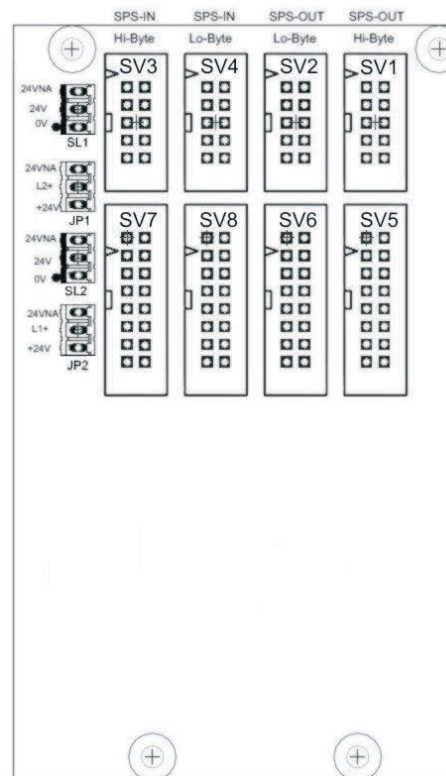 SPS-IN SPS-IN SPS-OUT SPS-OUT
Hi-Byte Lo-Byte Lo-Byte Hi-Byte
SV3 SV4 SV2 SV1
24VNA
24V
0V
SL1
24VNA
L2+
+24V
JP1
SV7 SV8 SV6 SV5
24VNA
24V
0V
SL2
24VNA
L1+
+24V
JP2